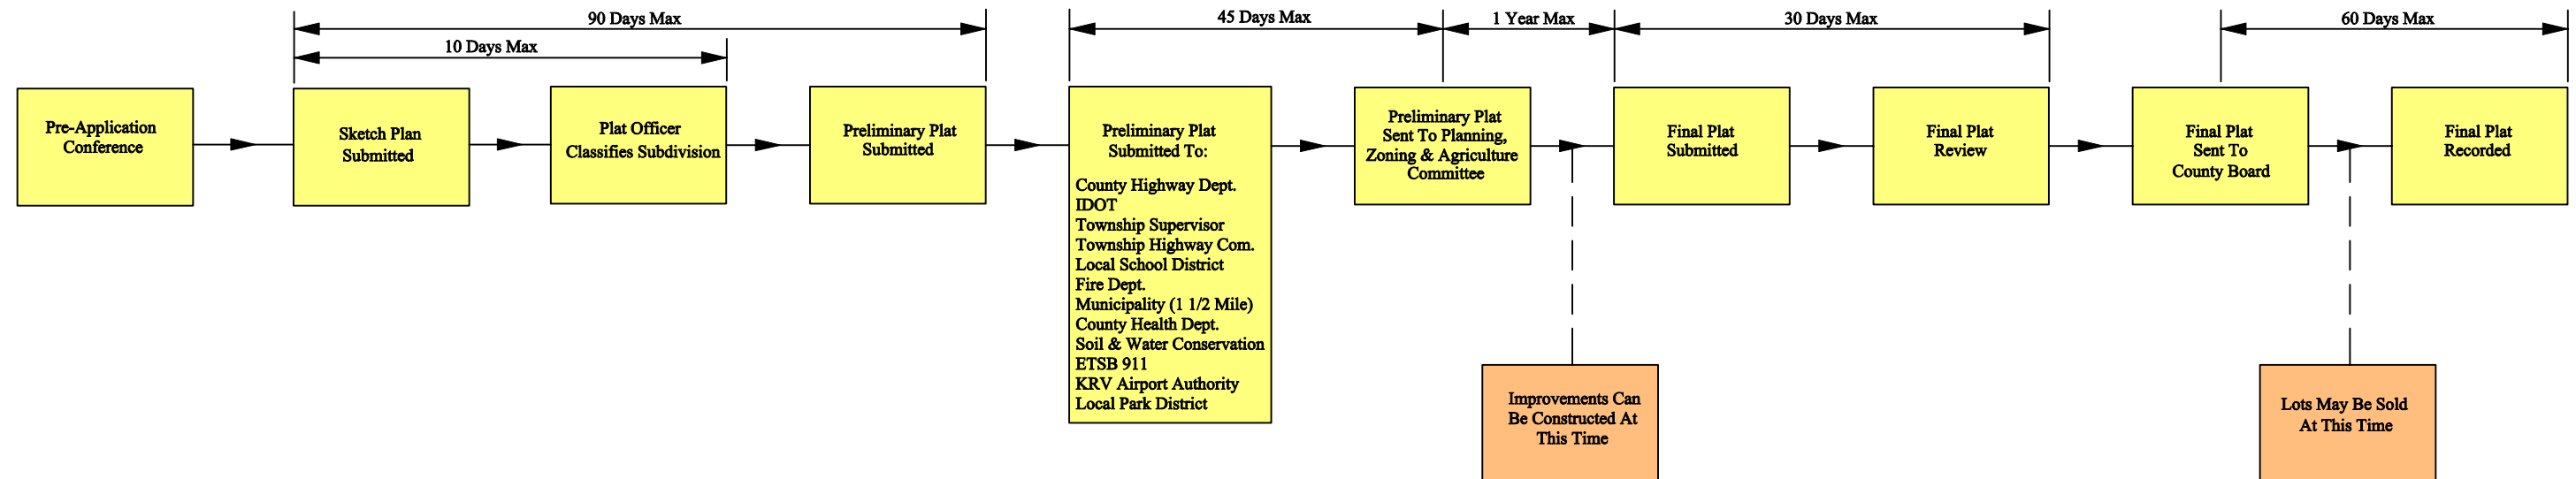 90 Days Max
10 Days Max
45 Days Max
1 Year Max
30 Days Max
60 Days Max
Pre-Application
Conference
Sketch Plan
Submitted
Plat Officer
Classifies Subdivision
Preliminary Plat
Submitted
Preliminary Plat
Submitted To:
County Highway Dept.
IDOT
Township Supervisor
Township Highway Com.
Local School District
Fire Dept.
Municipality (1 1/2 Mile)
County Health Dept.
Soil & Water Conservation
ETSB 911
KRV Airport Authority
Local Park District
Preliminary Plat
Sent To Planning,
Zoning & Agriculture
Committee
Final Plat
Submitted
Final Plat
Review
Final Plat
Sent To
County Board
Final Plat
Recorded
Improvements Can
Be Constructed At
This Time
Lots May Be Sold
At This Time